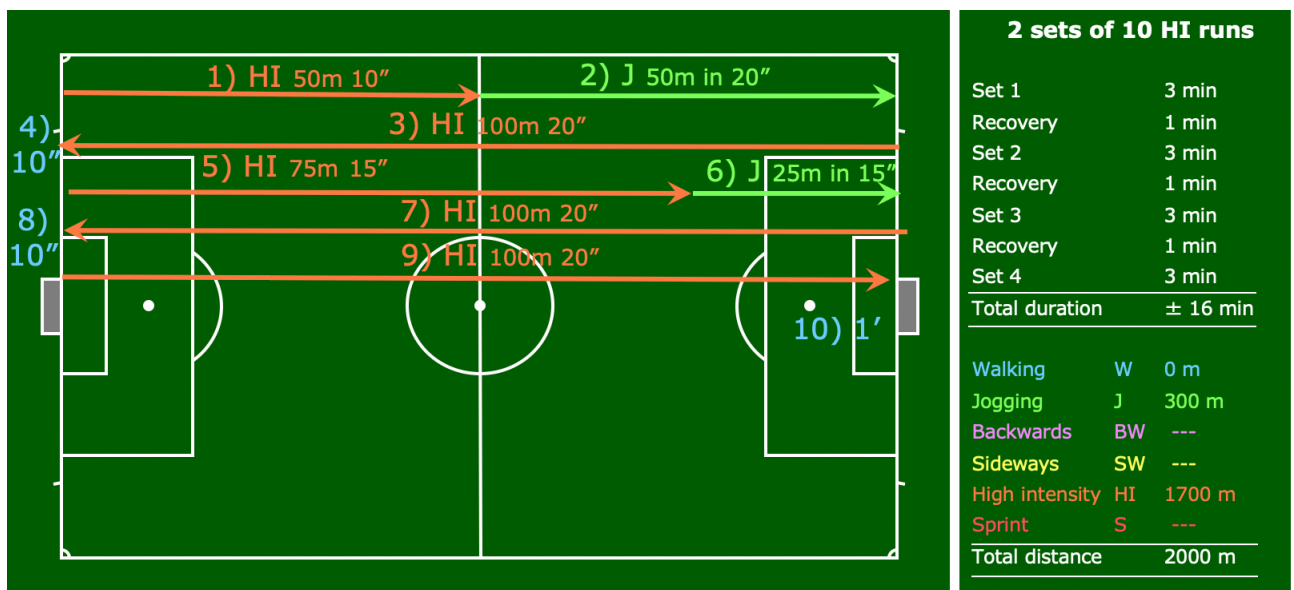 1) HI 50m 10”
2) J 50m in 20”
3) HI 100m 20”
4)
10”
5) HI 75m 15”
6) J 25m in 15”
7) HI 100m 20”
8)
10”
9) HI 100m 20”
10) 1’
2 sets of 10 HI runs
Set 1 3 min
Recovery 1 min
Set 2 3 min
Recovery 1 min
Set 3 3 min
Recovery 1 min
Set 4 3 min
Total duration ± 16 min
Walking W 0 m
Jogging J 300 m
Backwards BW ---
Sideways SW ---
High intensity HI 1700 m
Sprint S ---
Total distance 2000 m